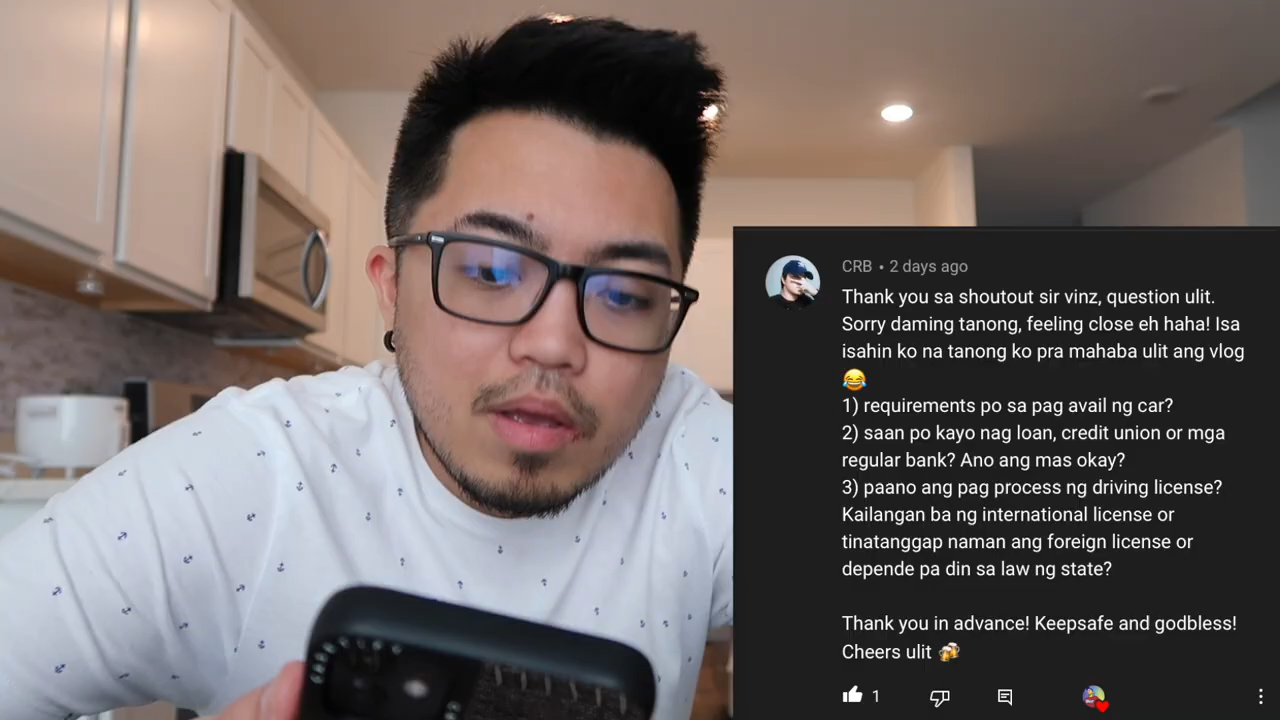 CRB • 2 days ago
Thank you sa shoutout sir vinz, question ulit.
Sorry daming tanong, feeling close eh haha! Isa
isahin ko na tanong ko pra mahaba ulit ang vlog
😂
1) requirements po sa pag avail ng car?
2) saan po kayo nag loan, credit union or mga
regular bank? Ano ang mas okay?
3) paano ang pag process ng driving license?
Kailangan ba ng international license or
tinatanggap naman ang foreign license or
depende pa din sa law ng state?
Thank you in advance! Keepsafe and godbless!
Cheers ulit 🍻
1